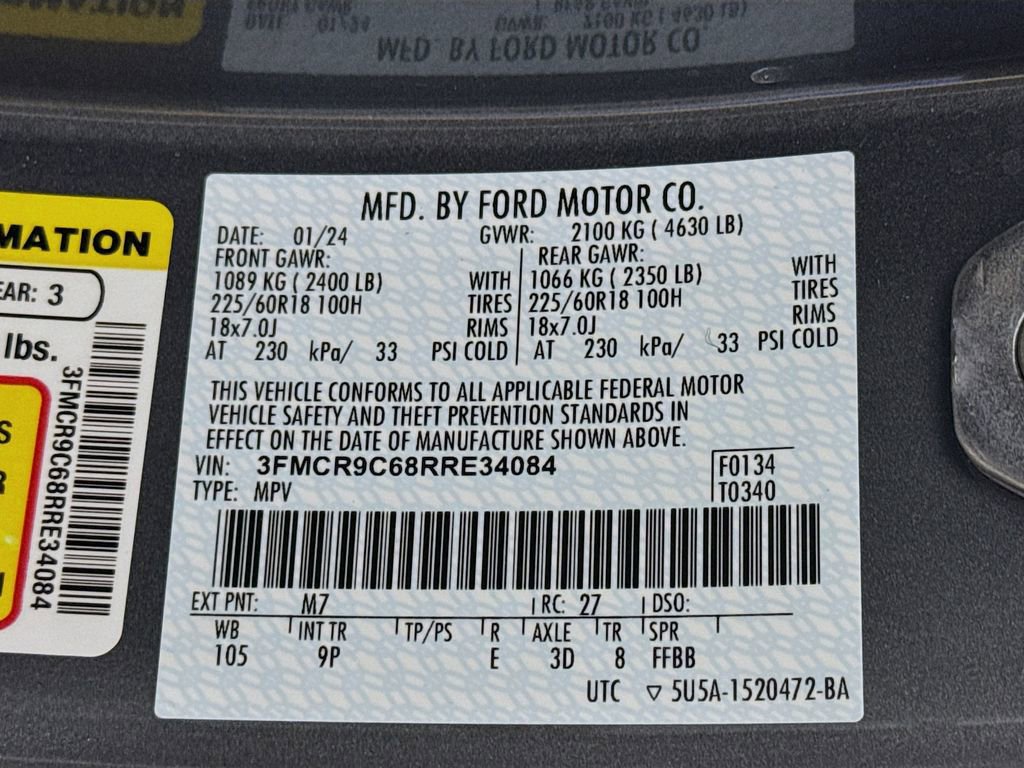 MFD. BY FORD MOTOR CO.
MATION
EAR: 3
lbs.
3FMCR9C68RRE34084
MFD. BY FORD MOTOR CO.
DATE: 01/24 GVWR: 2100 KG ( 4630 LB)
FRONT GAWR: REAR GAWR:
1089 KG ( 2400 LB) WITH 1066 KG ( 2350 LB) WITH
225/60R18 100H TIRES 225/60R18 100H TIRES
18x7.0J RIMS 18x7.0J RIMS
AT 230 kPa/ 33 PSI COLD AT 230 kPa/ 33 PSI COLD
THIS VEHICLE CONFORMS TO ALL APPLICABLE FEDERAL MOTOR
VEHICLE SAFETY AND THEFT PREVENTION STANDARDS IN
EFFECT ON THE DATE OF MANUFACTURE SHOWN ABOVE.
VIN: 3FMCR9C68RRE34084 F0134
TYPE: MPV T0340
EXT PNT: M7 RC: 27 DSO:
WB INT TR TP/PS R AXLE TR SPR
105 9P E 3D 8 FFBB
UTC ▽ 5U5A-1520472-BA